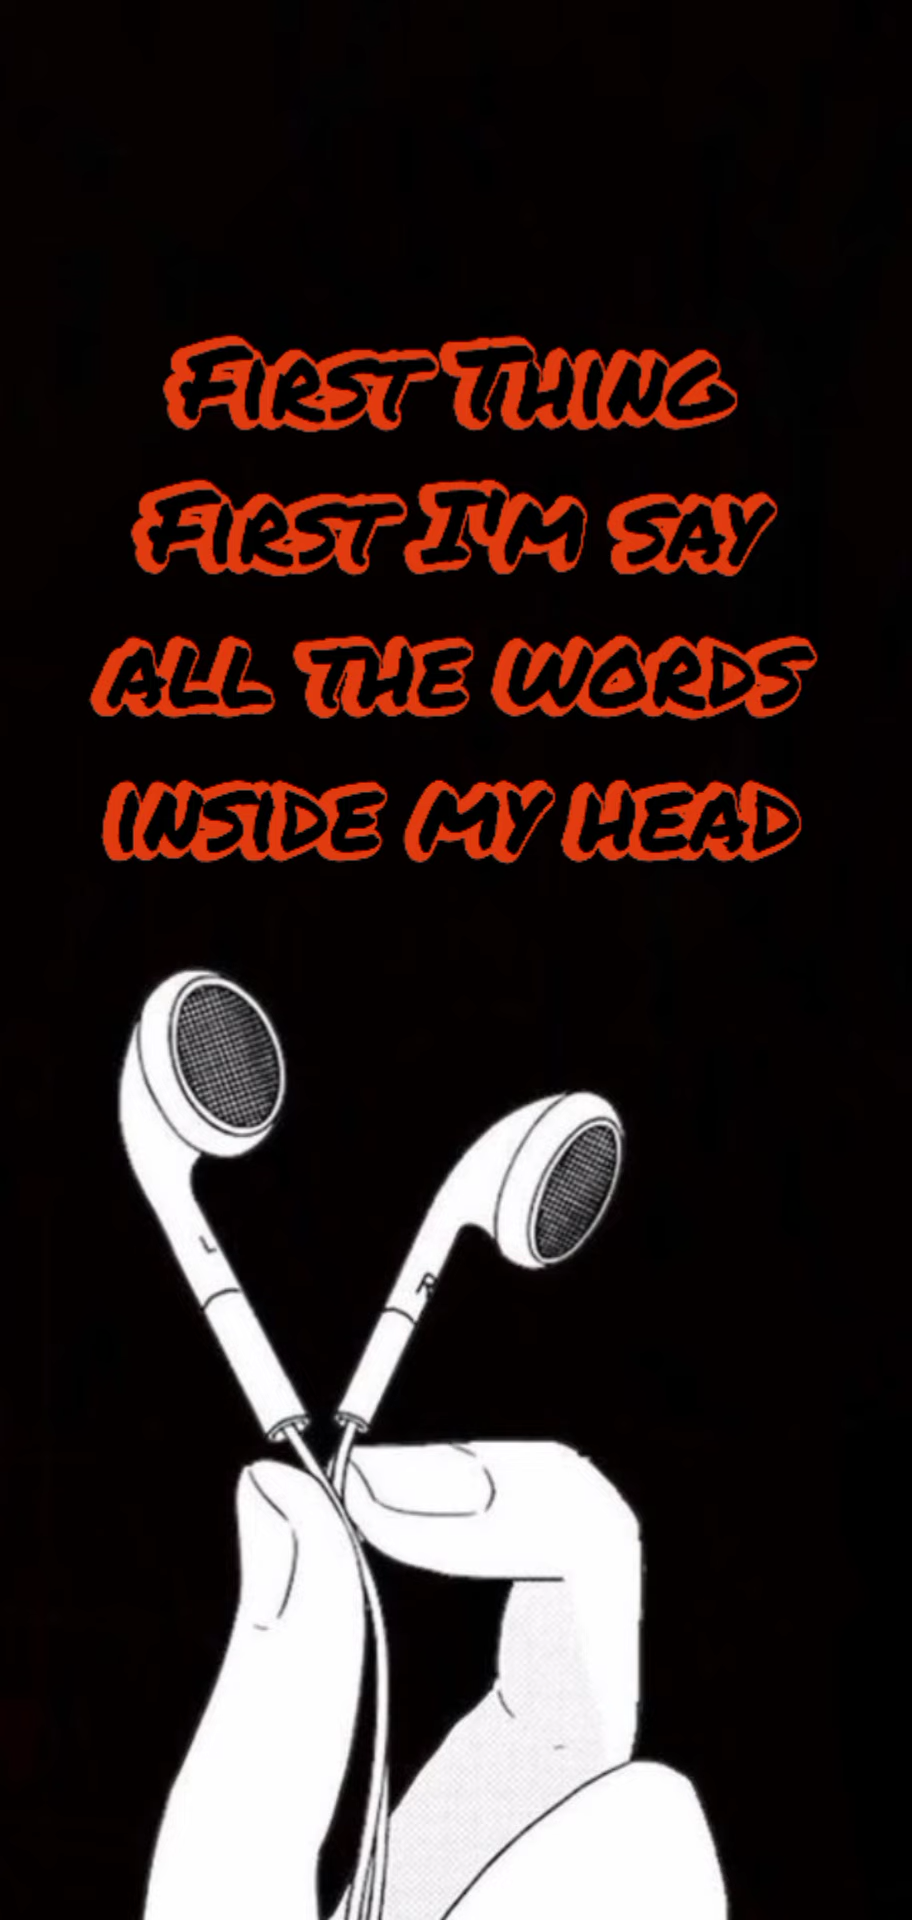 First Thing
First I'm say
all the words
inside my head
L
R